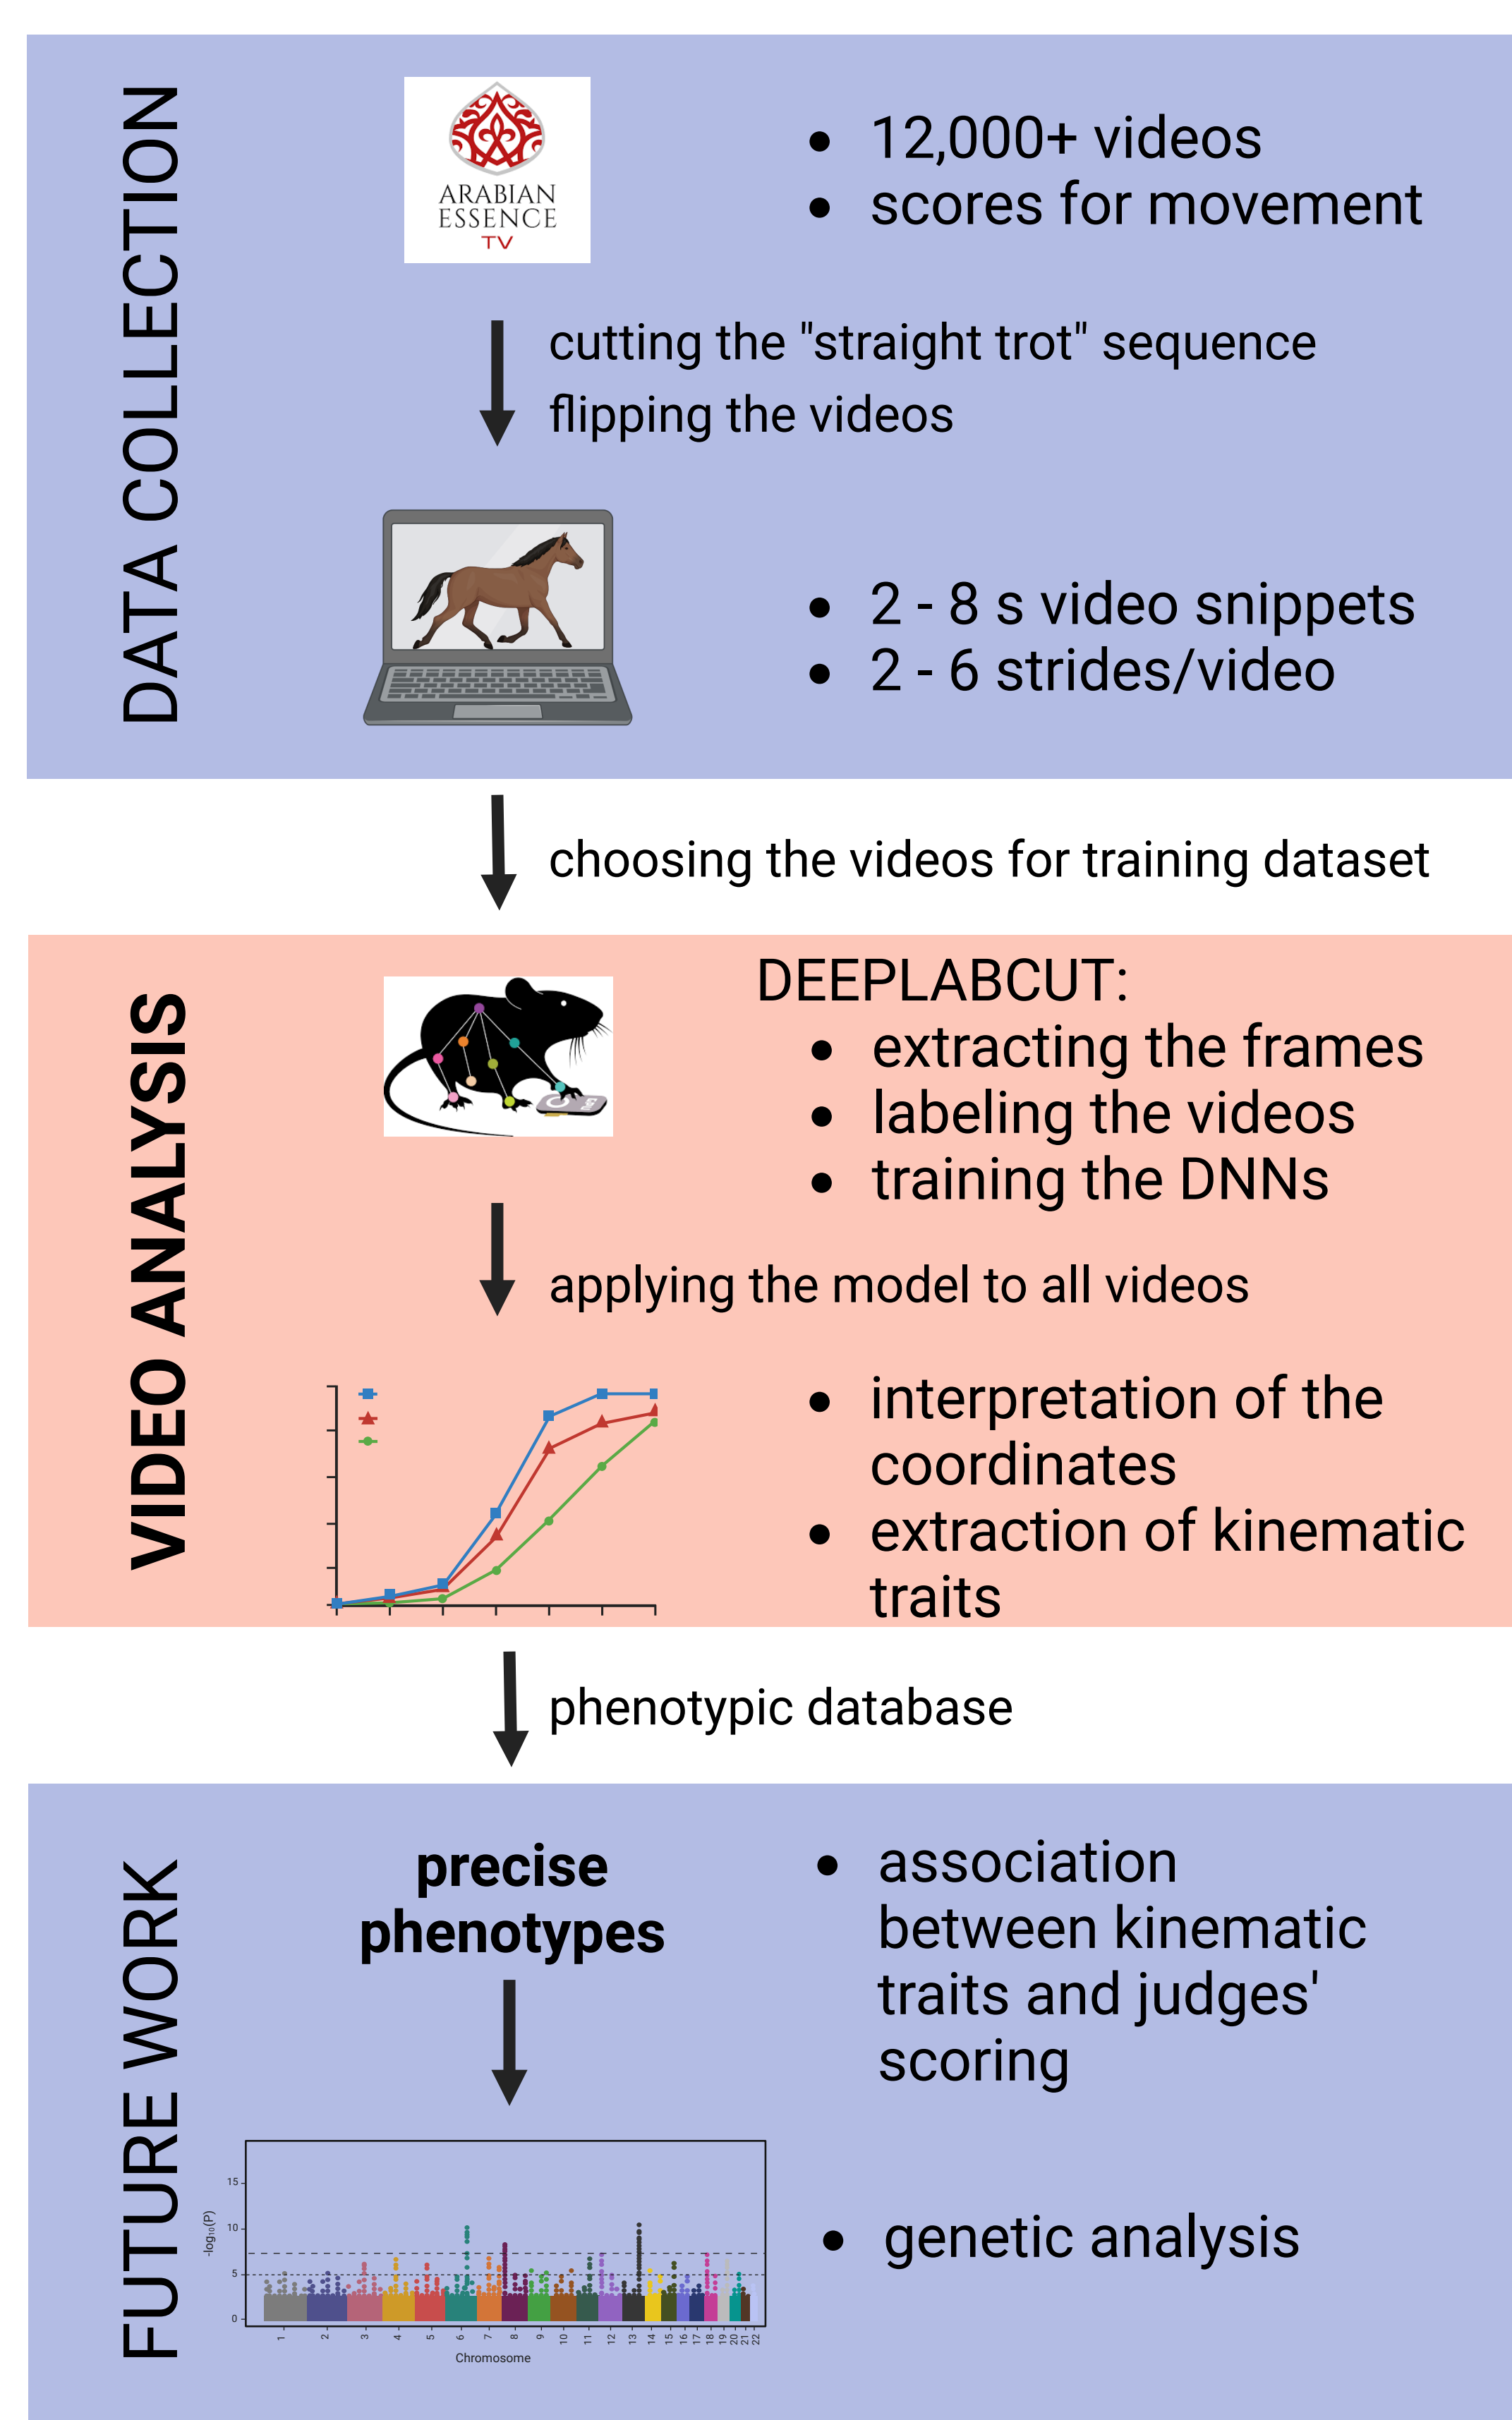 DATA COLLECTION
ARABIAN
ESSENCE
TV
• 12,000+ videos
• scores for movement
cutting the "straight trot" sequence
flipping the videos
• 2 - 8 s video snippets
• 2 - 6 strides/video
choosing the videos for training dataset
VIDEO ANALYSIS
DEEPLABCUT:
• extracting the frames
• labeling the videos
• training the DNNs
applying the model to all videos
• interpretation of the
coordinates
• extraction of kinematic
traits
phenotypic database
FUTURE WORK
precise
phenotypes
• association
between kinematic
traits and judges'
scoring
• genetic analysis
-log₁₀(P)
15
10
5
0
1 2 3 4 5 6 7 8 9 10 11 12 13 14 15 16 17 18 19 20 21 22
Chromosome